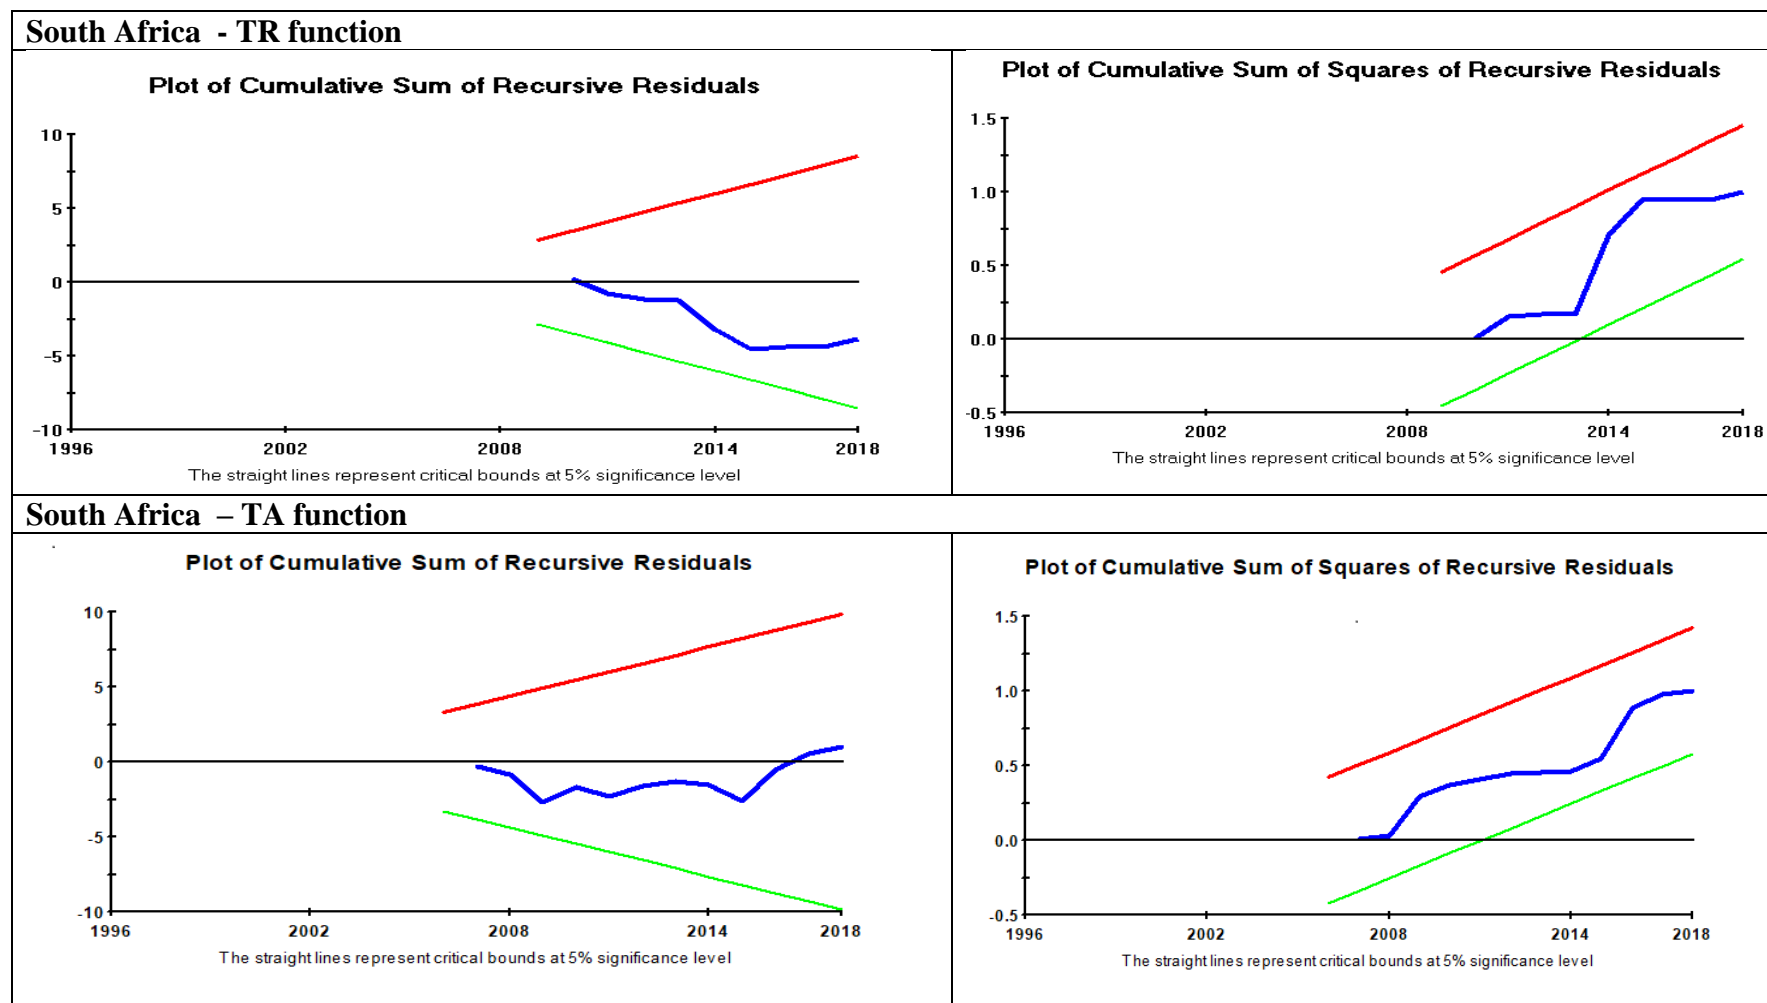 South Africa  - TR function
Plot of Cumulative Sum of Recursive Residuals
10
5
0
-5
-10
1996 2002 2008 2014 2018
The straight lines represent critical bounds at 5% significance level
Plot of Cumulative Sum of Squares of Recursive Residuals
1.5
1.0
0.5
0.0
-0.5
1996 2002 2008 2014 2018
The straight lines represent critical bounds at 5% significance level
South Africa  – TA function
Plot of Cumulative Sum of Recursive Residuals
10
5
0
-5
-10
1996 2002 2008 2014 2018
The straight lines represent critical bounds at 5% significance level
Plot of Cumulative Sum of Squares of Recursive Residuals
1.5
1.0
0.5
0.0
-0.5
1996 2002 2008 2014 2018
The straight lines represent critical bounds at 5% significance level